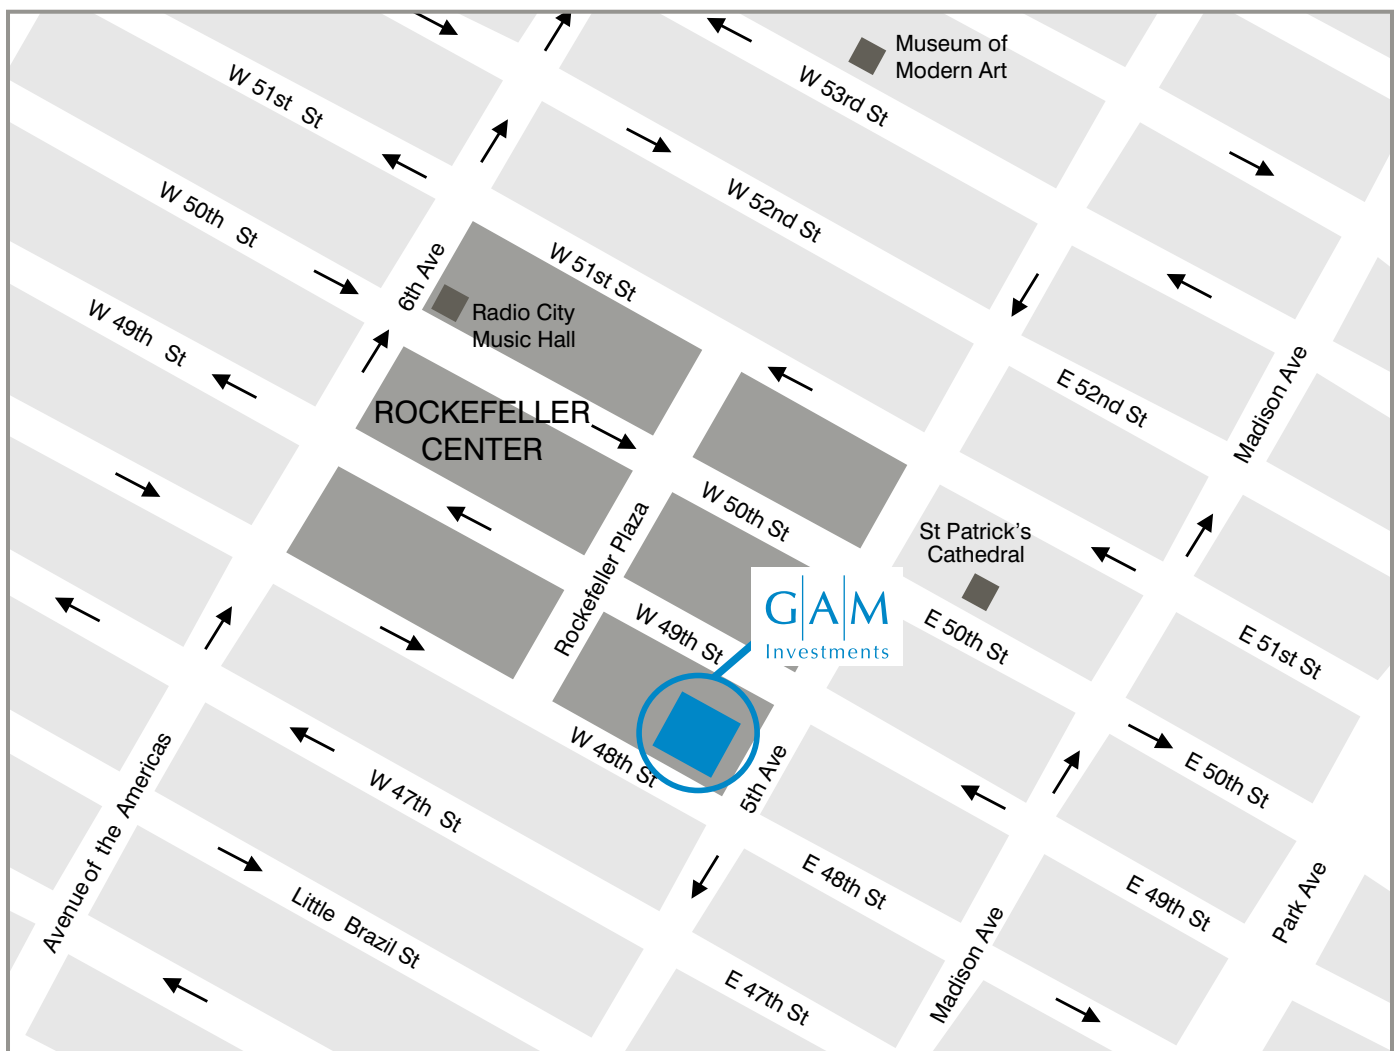 Museum of
Modern Art
W 51st St
W 53rd St
W 50th St
W 52nd St
6th Ave
W 51st St
Radio City
Music Hall
W 49th St
Madison Ave
E 52nd St
ROCKEFELLER
CENTER
W 50th St
Rockefeller Plaza
St Patrick's
Cathedral
GAM
Investments
W 49th St
E 50th St
E 51st St
W 48th St
5th Ave
E 50th St
Avenue of the Americas
W 47th St
E 48th St
E 49th St
Park Ave
Little Brazil St
Madison Ave
E 47th St